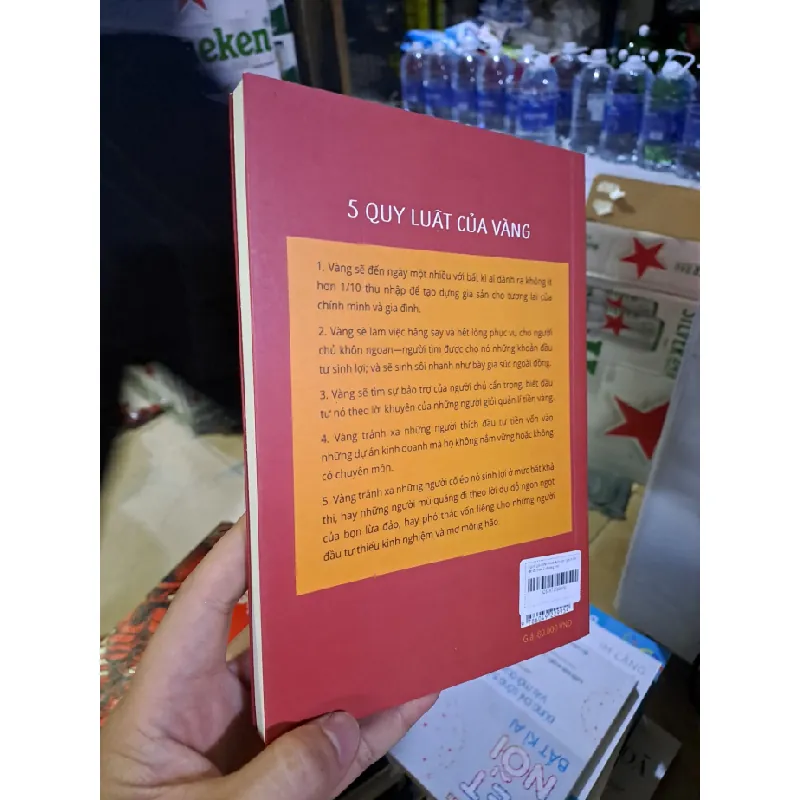 eken
5 QUY LUẬT CỦA VÀNG
1. Vàng sẽ đến ngày một nhiều với bất kì ai dành ra không ít
hơn 1/10 thu nhập để tạo dựng gia sản cho tương lai của
chính mình và gia đình.
2. Vàng sẽ làm việc hăng say và hết lòng phục vụ cho người
chủ khôn ngoan—người tìm được cho nó những khoản đầu
tư sinh lợi; và sẽ sinh sôi nhanh như bầy gia súc ngoài đồng.
3. Vàng sẽ tìm sự bảo trợ của người chủ cẩn trọng, biết đầu
tư nó theo lời khuyên của những người giỏi quản lí tiền vàng.
4. Vàng tránh xa những người thích đầu tư tiền vốn vào
những dự án kinh doanh mà họ không nắm vững hoặc không
có chuyên môn.
5. Vàng tránh xa những người cố ép nó sinh lợi ở mức bất khả
thi, hay những người mù quáng đi theo lời dụ dỗ ngon ngọt
của bọn lừa đảo, hay phó thác vốn liếng cho những người
đầu tư thiếu kinh nghiệm và mơ mộng hão.
BẤT KÌ AI